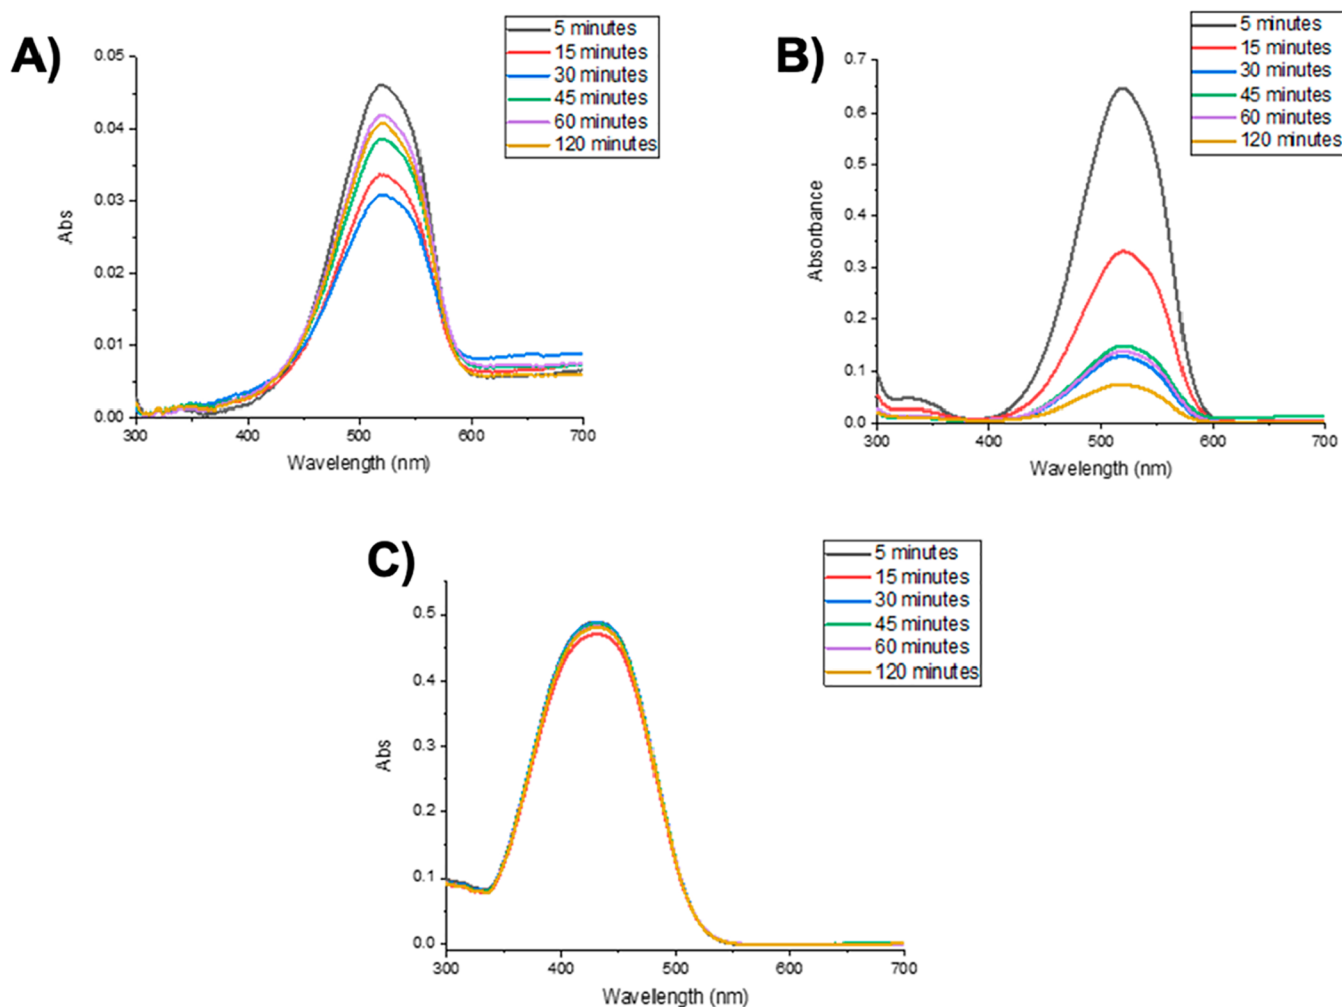 A)
5 minutes
15 minutes
30 minutes
45 minutes
60 minutes
120 minutes
0.05
0.04
0.03
0.02
0.01
0.00
Abs
300
400
500
600
700
Wavelength (nm)
B)
5 minutes
15 minutes
30 minutes
45 minutes
60 minutes
120 minutes
0.7
0.6
0.5
0.4
0.3
0.2
0.1
0.0
Absorbance
300
400
500
600
700
Wavelength (nm)
C)
5 minutes
15 minutes
30 minutes
45 minutes
60 minutes
120 minutes
0.5
0.4
0.3
0.2
0.1
0.0
Abs
300
400
500
600
700
Wavelength (nm)